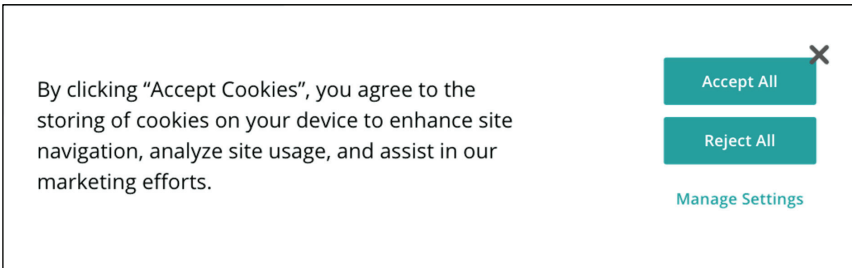 By clicking “Accept Cookies”, you agree to the
storing of cookies on your device to enhance site
navigation, analyze site usage, and assist in our
marketing efforts.
Accept All
Reject All
Manage Settings